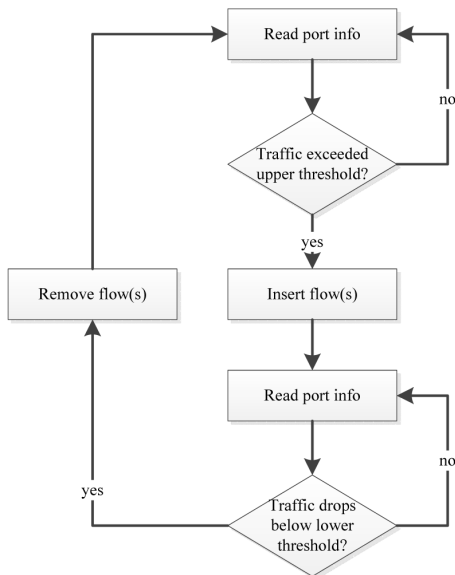 Read port info
no
Traffic exceeded
upper threshold?
yes
Remove flow(s)
Insert flow(s)
Read port info
no
yes
Traffic drops
below lower
threshold?